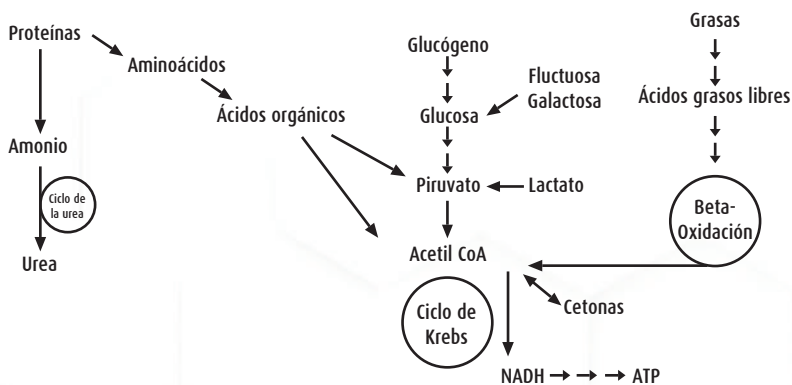 Proteínas
Aminoácidos
Ácidos orgánicos
Amonio
Ciclo de
la urea
Urea
Glucógeno
Fluctuosa
Galactosa
Glucosa
Piruvato
Lactato
Acetil CoA
Ciclo de
Krebs
Cetonas
NADH
ATP
Grasas
Ácidos grasos libres
Beta-
Oxidación